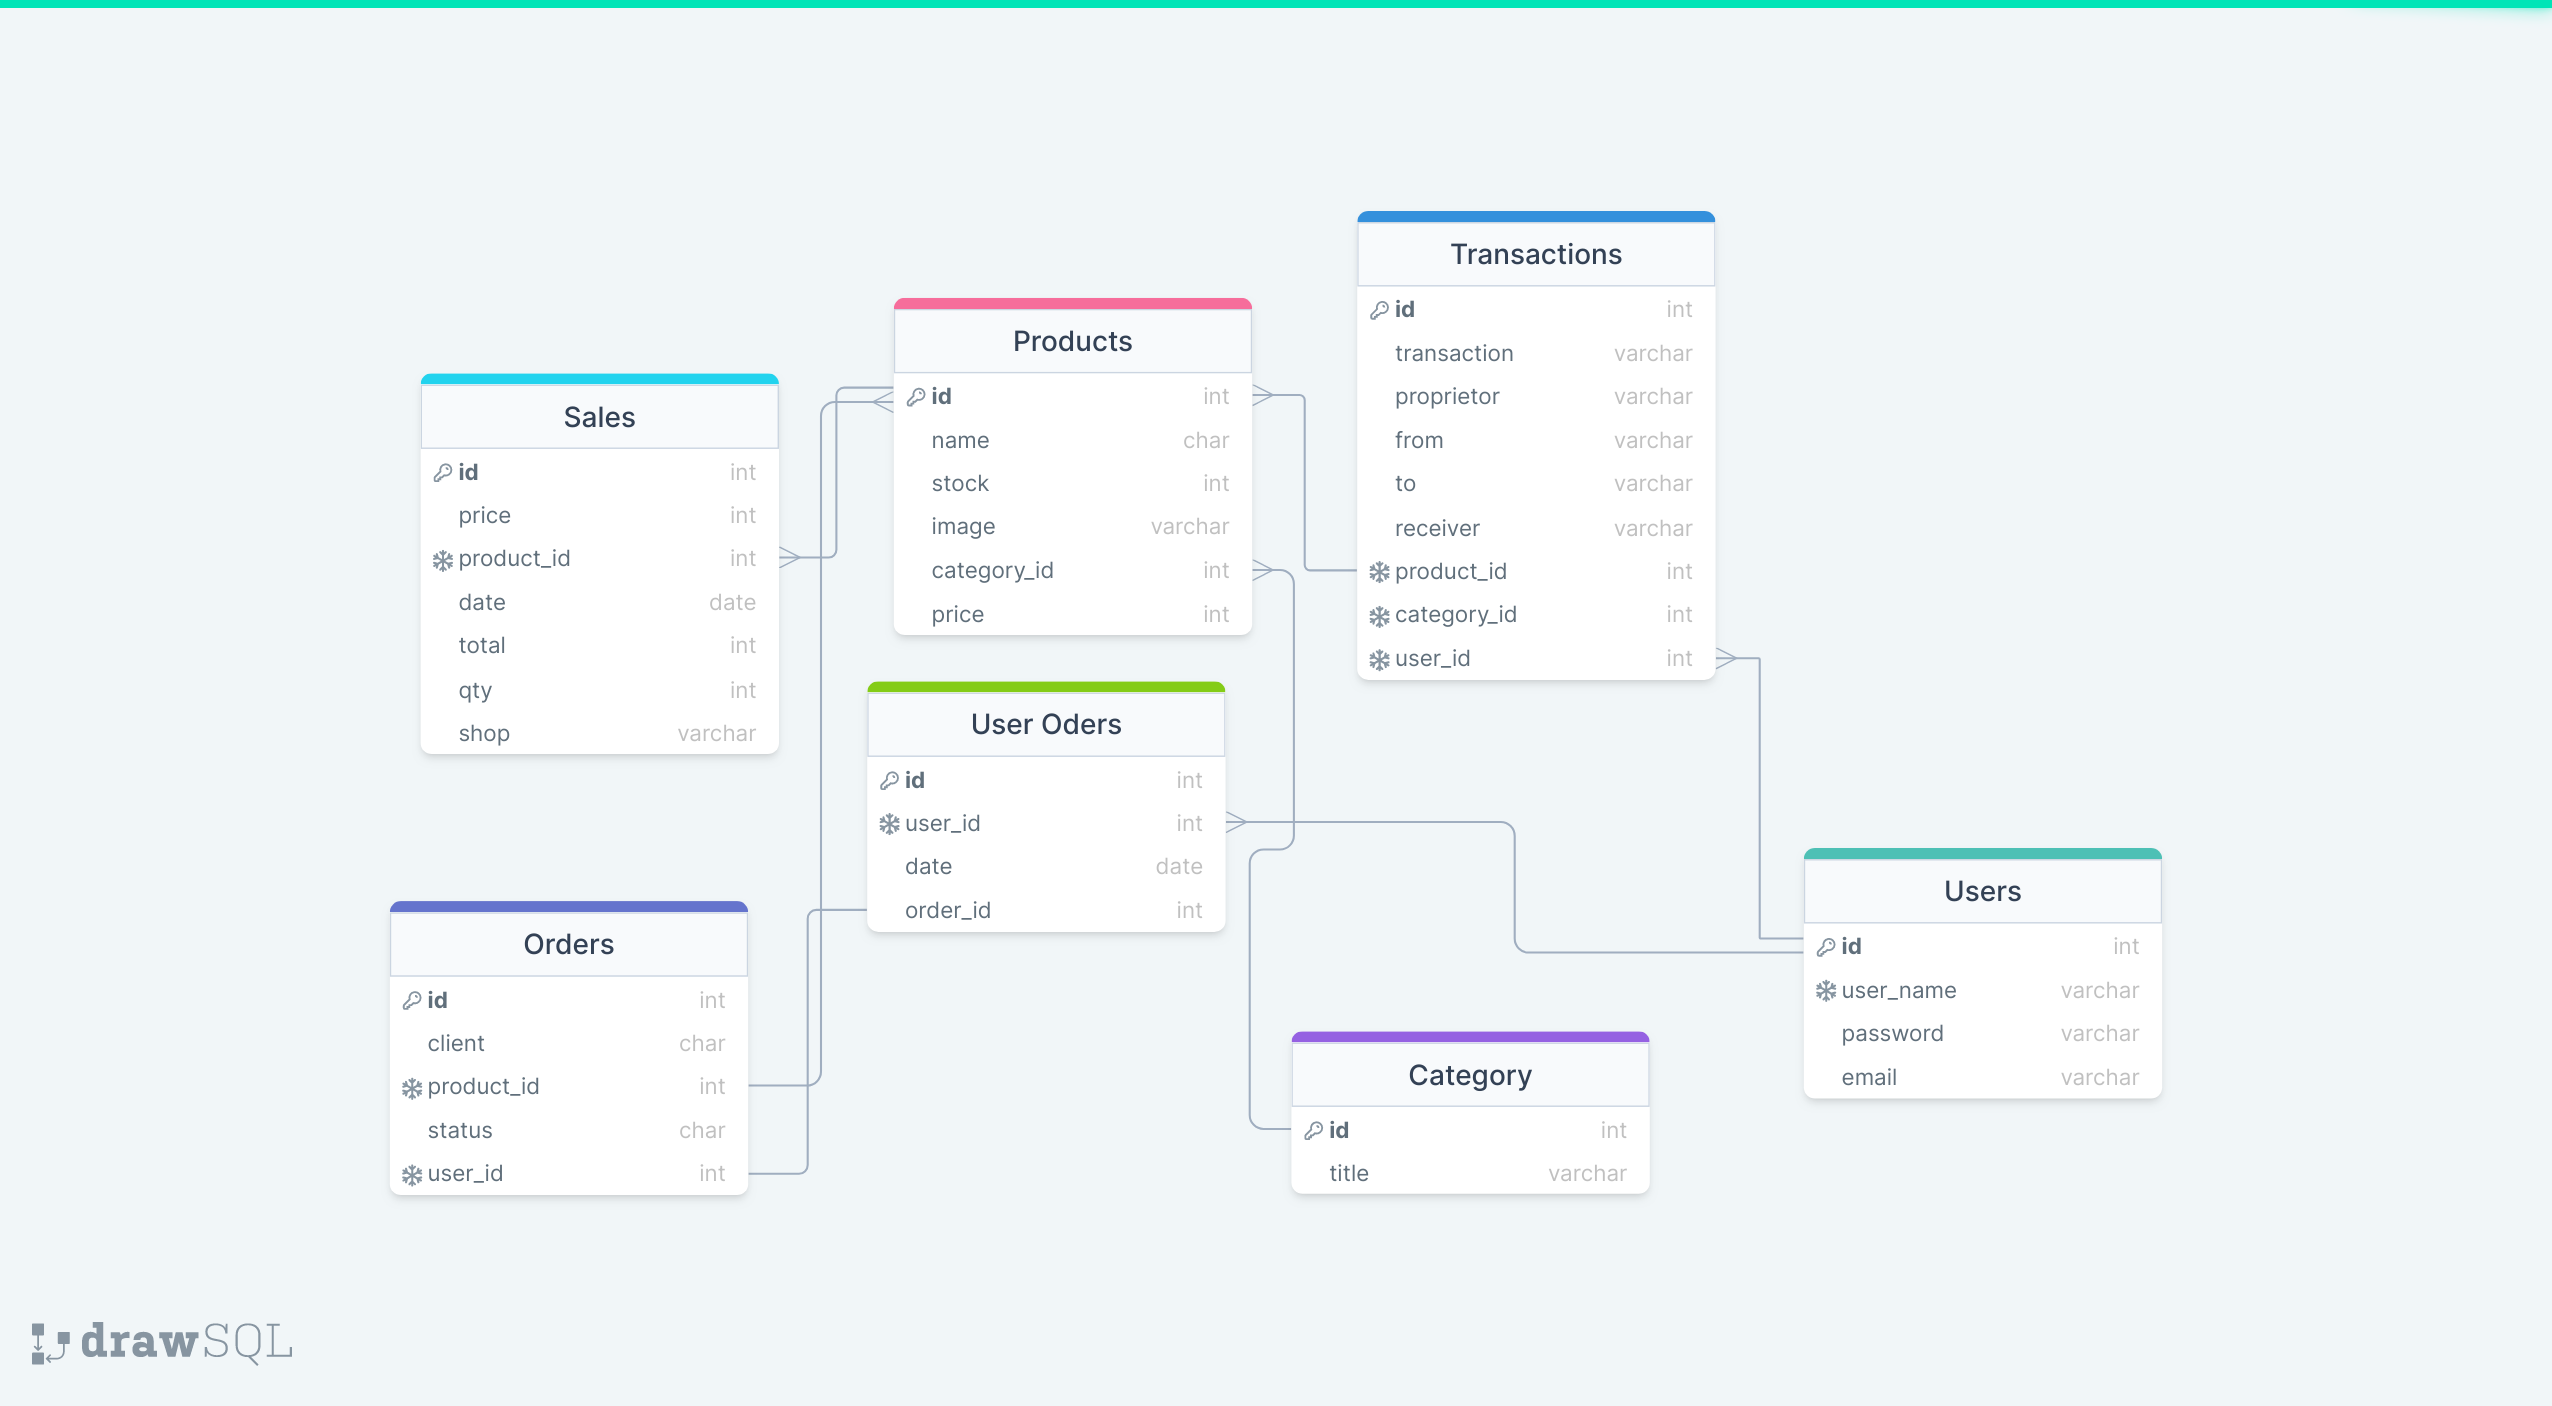 Sales
id int
price int
product_id int
date date
total int
qty int
shop varchar
Products
id int
name char
stock int
image varchar
category_id int
price int
Transactions
id int
transaction varchar
proprietor varchar
from varchar
to varchar
receiver varchar
product_id int
category_id int
user_id int
User Oders
id int
user_id int
date date
order_id int
Orders
id int
client char
product_id int
status char
user_id int
Category
id int
title varchar
Users
id int
user_name varchar
password varchar
email varchar
drawSQL